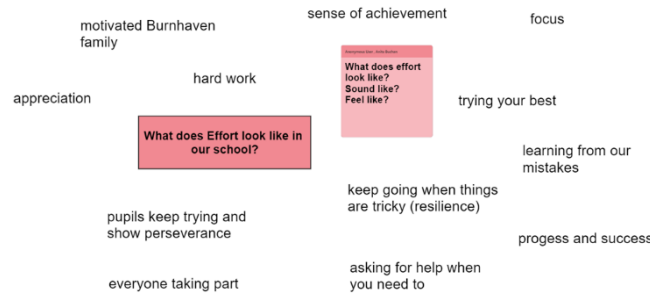 sense of achievement
focus
motivated Burnhaven
family
What does effort
look like?
Sound like?
Feel like?
hard work
appreciation
trying your best
What does Effort look like in
our school?
learning from our
mistakes
keep going when things
are tricky (resilience)
pupils keep trying and
show perseverance
progess and success
asking for help when
you need to
everyone taking part